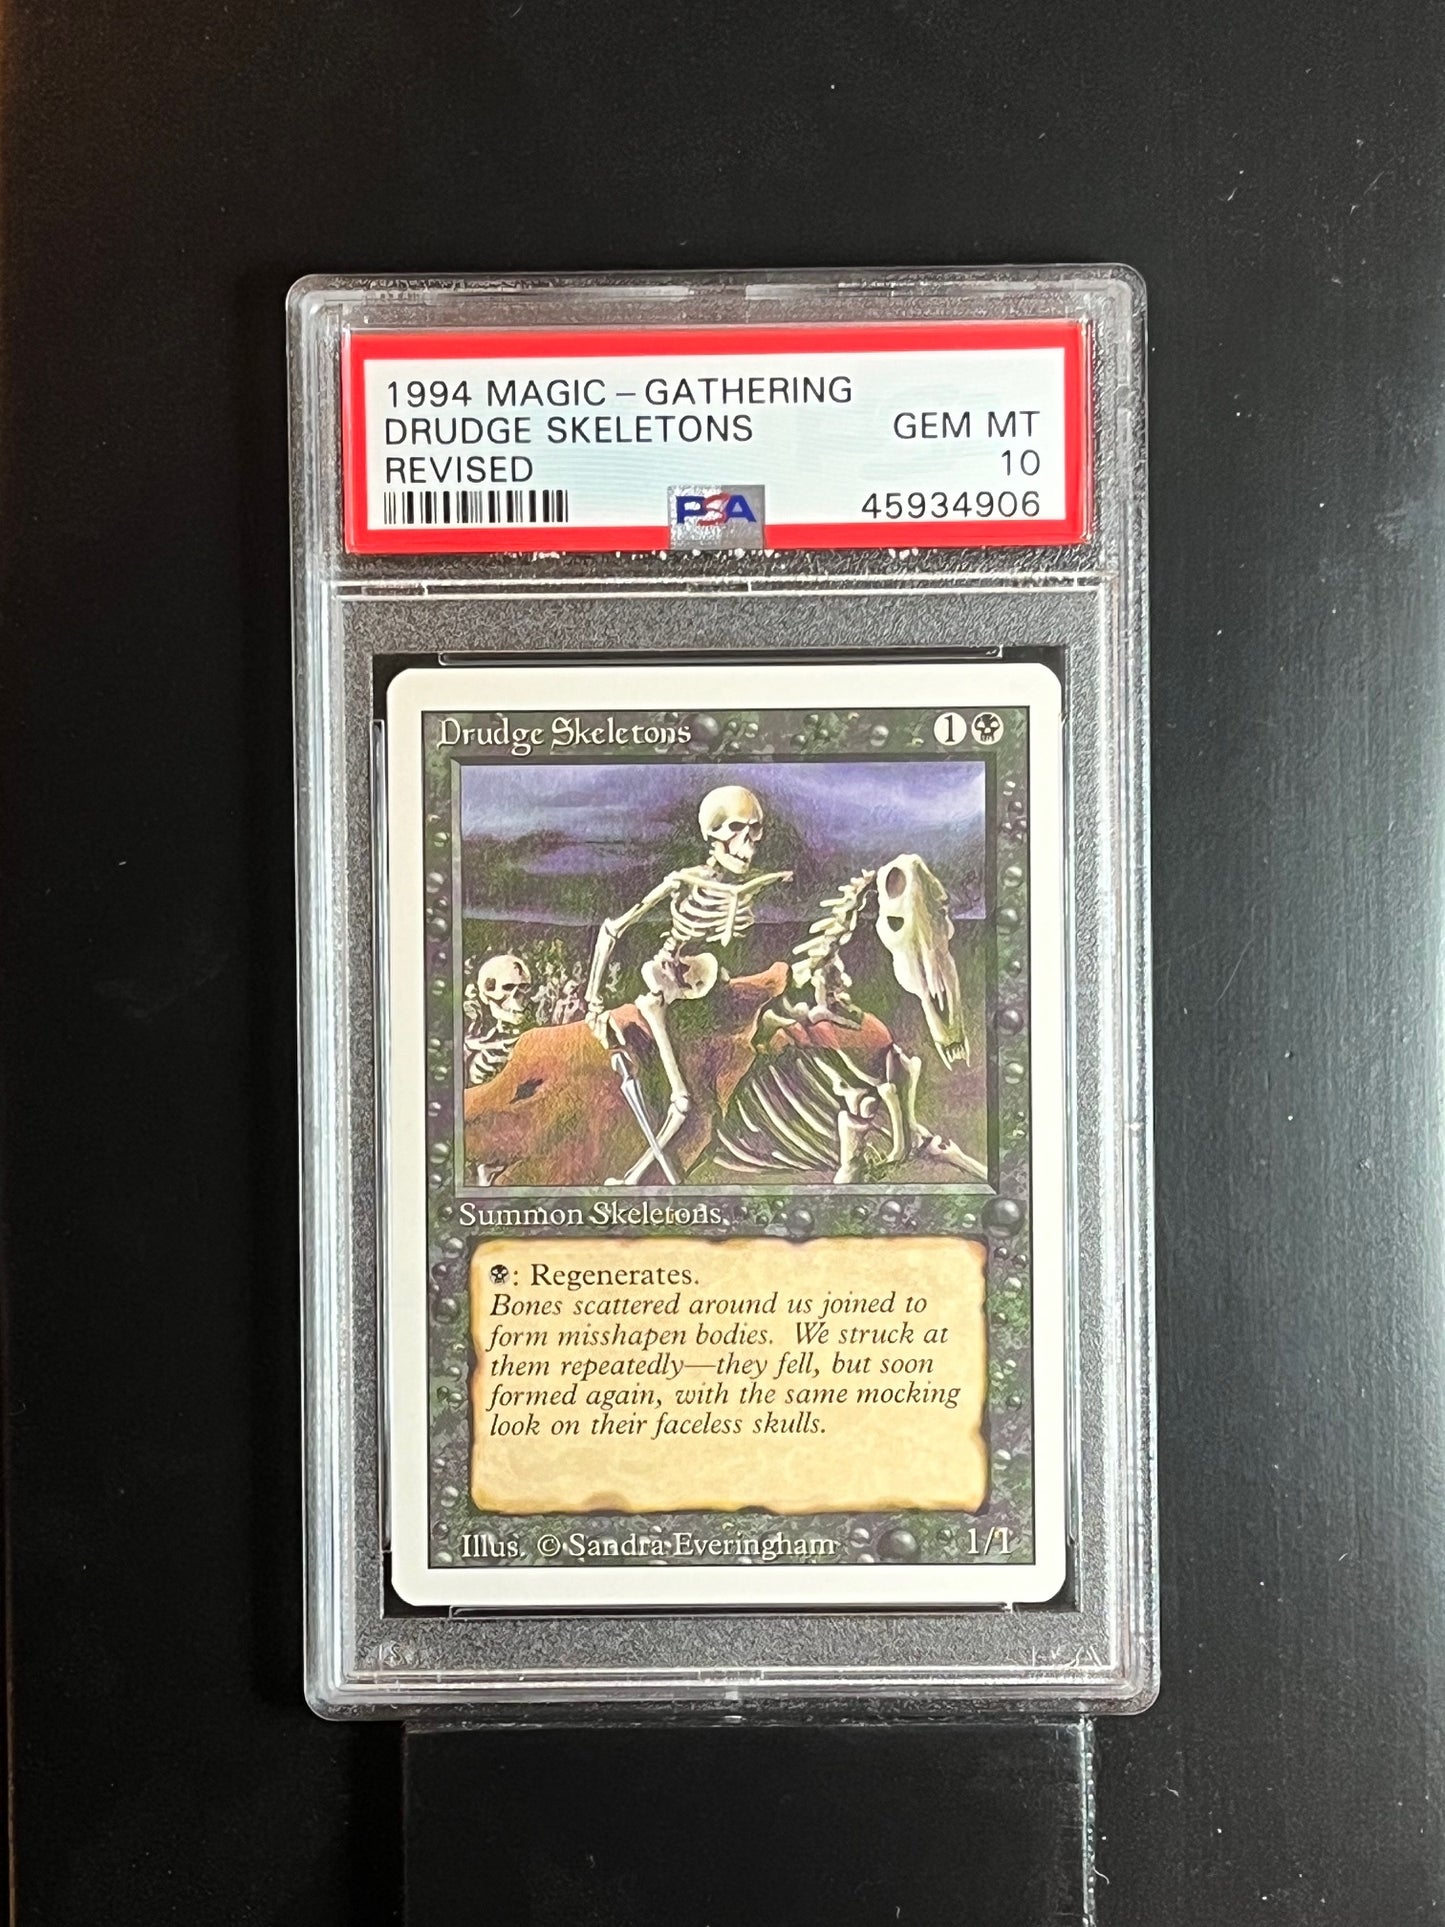 1994 MAGIC - GATHERING
DRUDGE SKELETONS GEM MT
REVISED 10
PSA 45934906
Drudge Skeletons 1
Summon Skeletons
: Regenerates.
Bones scattered around us joined to
form misshapen bodies. We struck at
them repeatedly—they fell, but soon
formed again, with the same mocking
look on their faceless skulls.
Illus. © Sandra Everingham 1/1